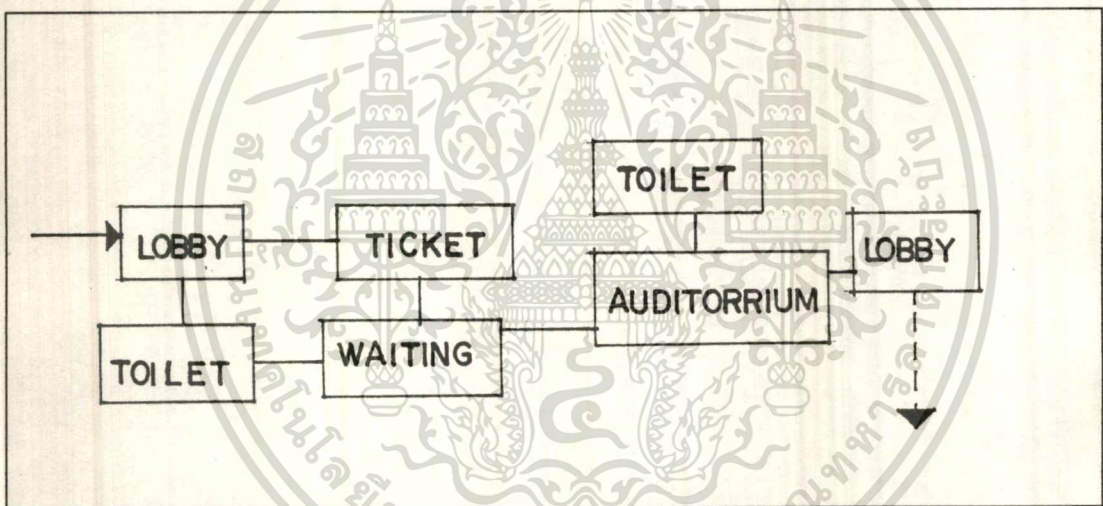 TOILET
LOBBY
TICKET
LOBBY
AUDITORRIUM
TOILET
WAITING